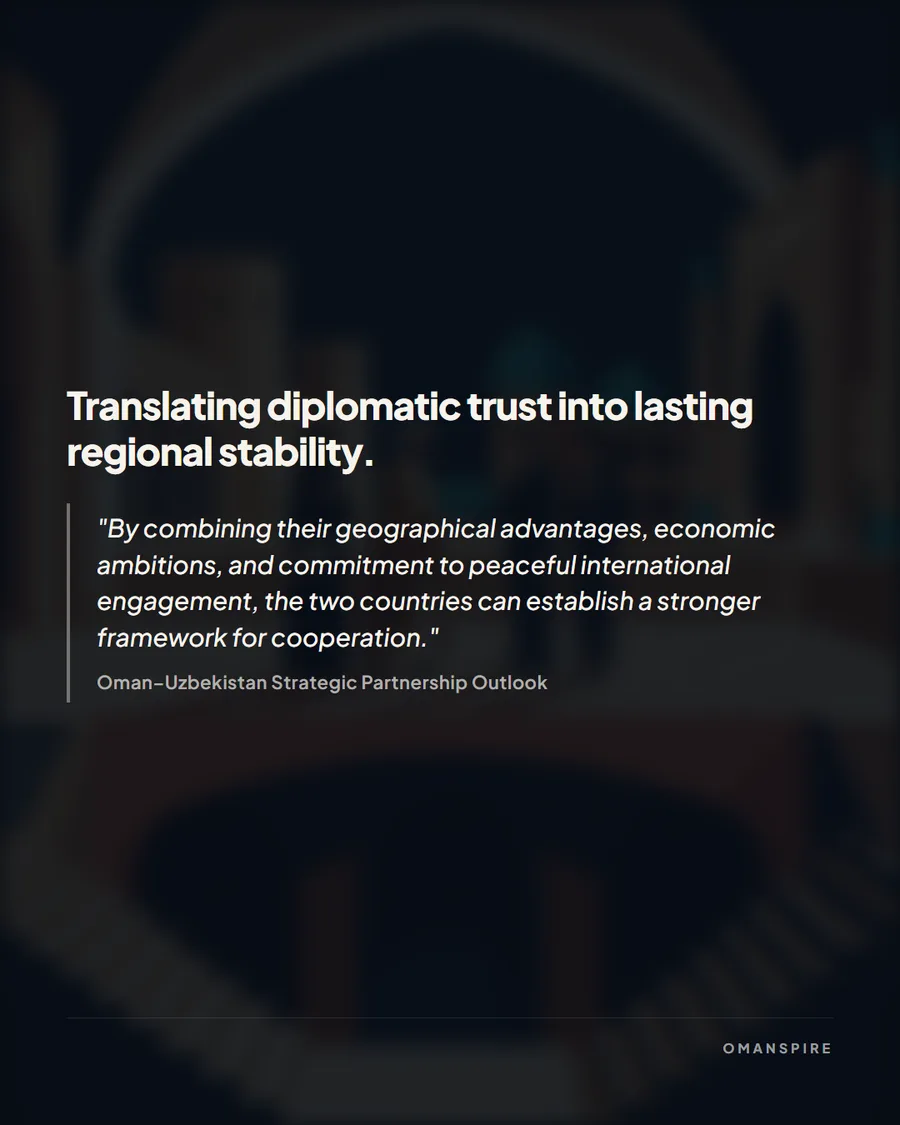 Translating diplomatic trust into lasting
regional stability.
"By combining their geographical advantages, economic
ambitions, and commitment to peaceful international
engagement, the two countries can establish a stronger
framework for cooperation."
Oman–Uzbekistan Strategic Partnership Outlook
OMANSPIRE